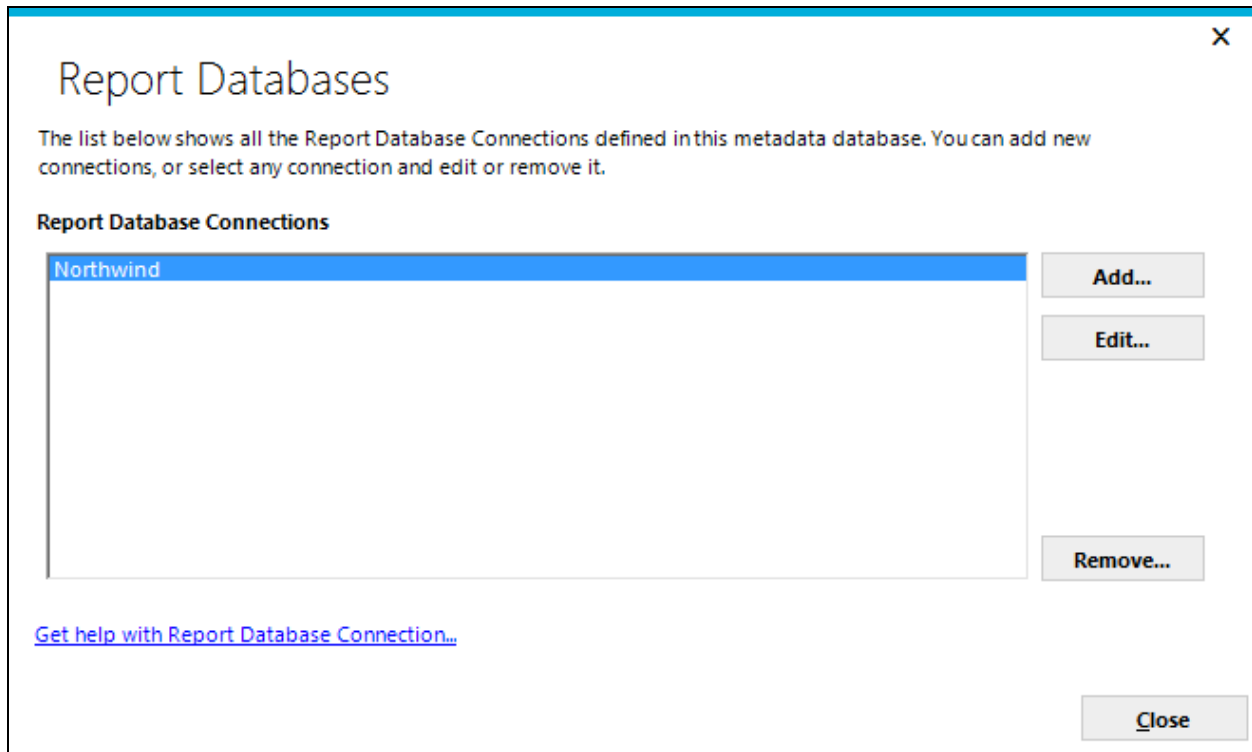 Report Databases
The list below shows all the Report Database Connections defined in this metadada database. You can add new
connections, or select any connection and edit or remove it.
Report Database Connections
Northwind
Add...
Edit...
Remove...
Get help with Report Database Connection...
Close